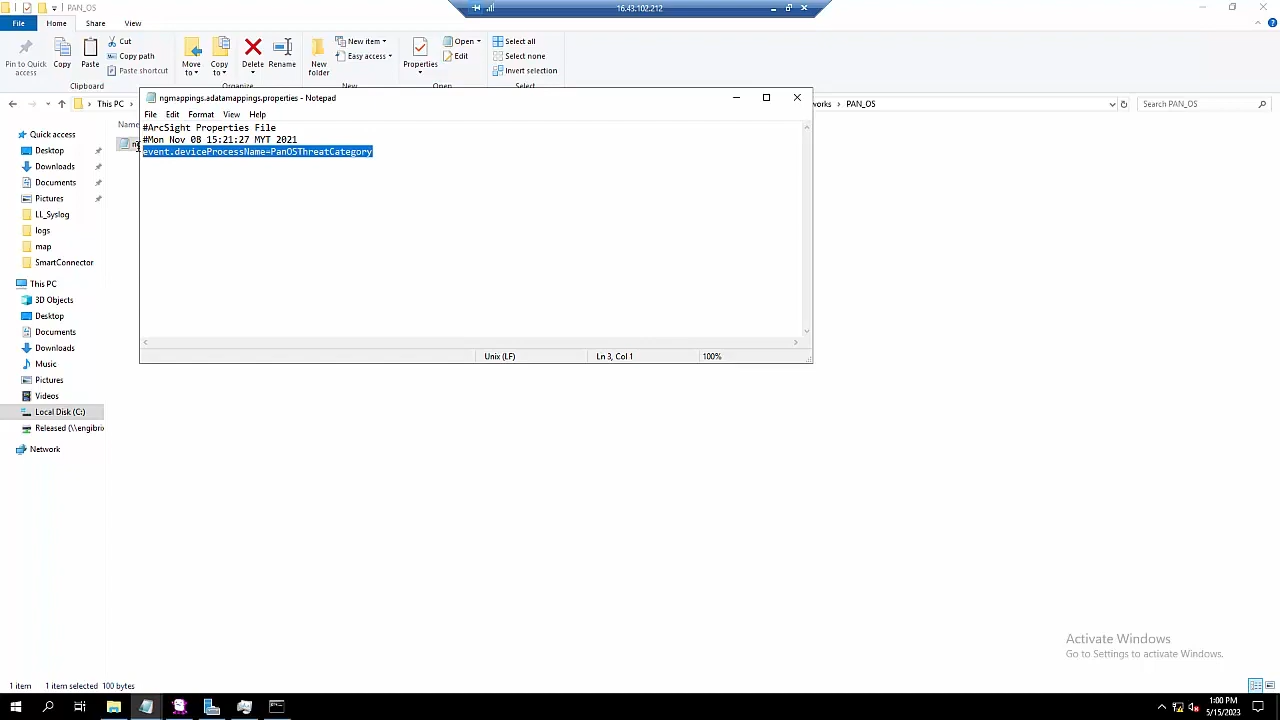 PAN_OS
16.43.102.212
File
Home
Share
View
Pin to Quick access
Copy
Paste
Cut
Copy path
Paste shortcut
Clipboard
Move to
Copy to
Delete
Rename
Organize
New folder
New item
Easy access
New
Properties
Open
Edit
Open
Select all
Select none
Invert selection
Select
This PC
PAN_OS
Search PAN_OS
ngmappings.adatamappings.properties - Notepad
File Edit Format View Help
#ArcSight Properties File
#Mon Nov 08 15:21:27 MYT 2021
event.deviceProcessName=PanOSThreatCategory
Unix (LF)
Ln 3, Col 1
100%
Quick access
Desktop
Downloads
Documents
Pictures
LL_Syslog
logs
map
SmartConnector
This PC
3D Objects
Desktop
Documents
Downloads
Music
Pictures
Videos
Local Disk (C:)
Released (\\engibro
Network
Activate Windows
Go to Settings to activate Windows.
1 item
1 item selected 100 bytes
1:00 PM
5/15/2023